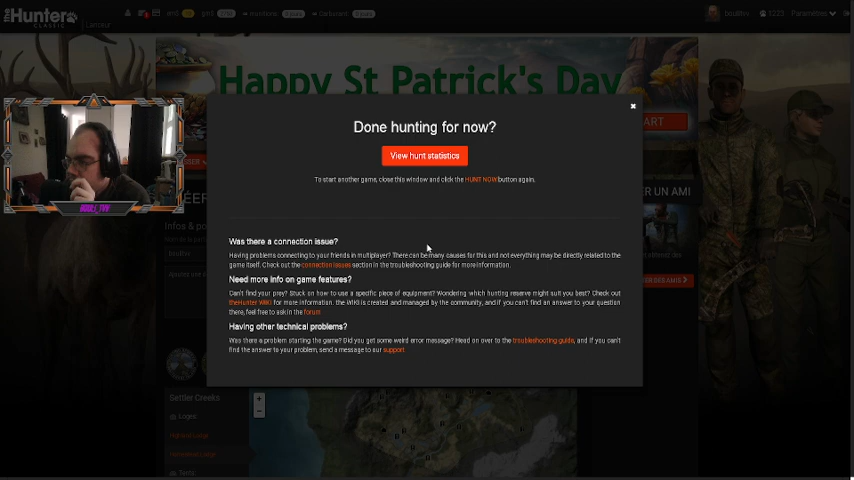 theHunter
CLASSIC
Lanceur
Paramètres
Happy St Patrick's Day
Done hunting for now?
View hunt statistics
To start another game, close this window and click the HUNT NOW button again.
Was there a connection issue?
Having problems connecting to your friends in multiplayer? There can be many causes for this and not everything may be directly related to the
game itself. Check out the connection issues section in the troubleshooting guide for more information.
Need more info on game features?
Can't find your prey? Stuck on how to use a specific piece of equipment? Wondering which hunting reserve might suit you best? Check out
theHunter WIKI for more information. the WIKI is created and managed by the community, and if you can't find an answer to your question
there, feel free to ask in the forum
Having other technical problems?
Was there a problem starting the game? Did you get some weird error message? Head on over to the troubleshooting guide, and if you can't
find the answer to your problem, send a message to our support.
Settler Creeks
+
−